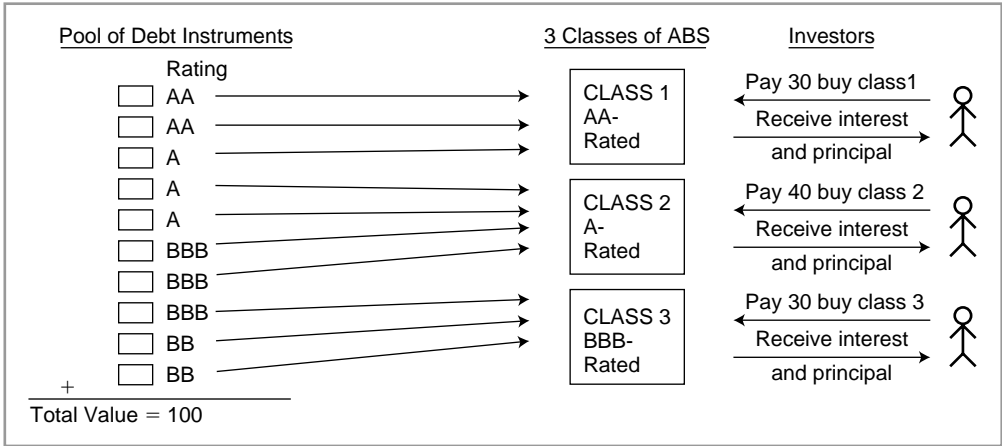 Pool of Debt Instruments
3 Classes of ABS
Investors
Rating
AA
AA
A
A
A
BBB
BBB
BBB
BB
BB
+
Total Value = 100
CLASS 1
AA-
Rated
CLASS 2
A-
Rated
CLASS 3
BBB-
Rated
Pay 30 buy class1
Receive interest
and principal
Pay 40 buy class 2
Receive interest
and principal
Pay 30 buy class 3
Receive interest
and principal